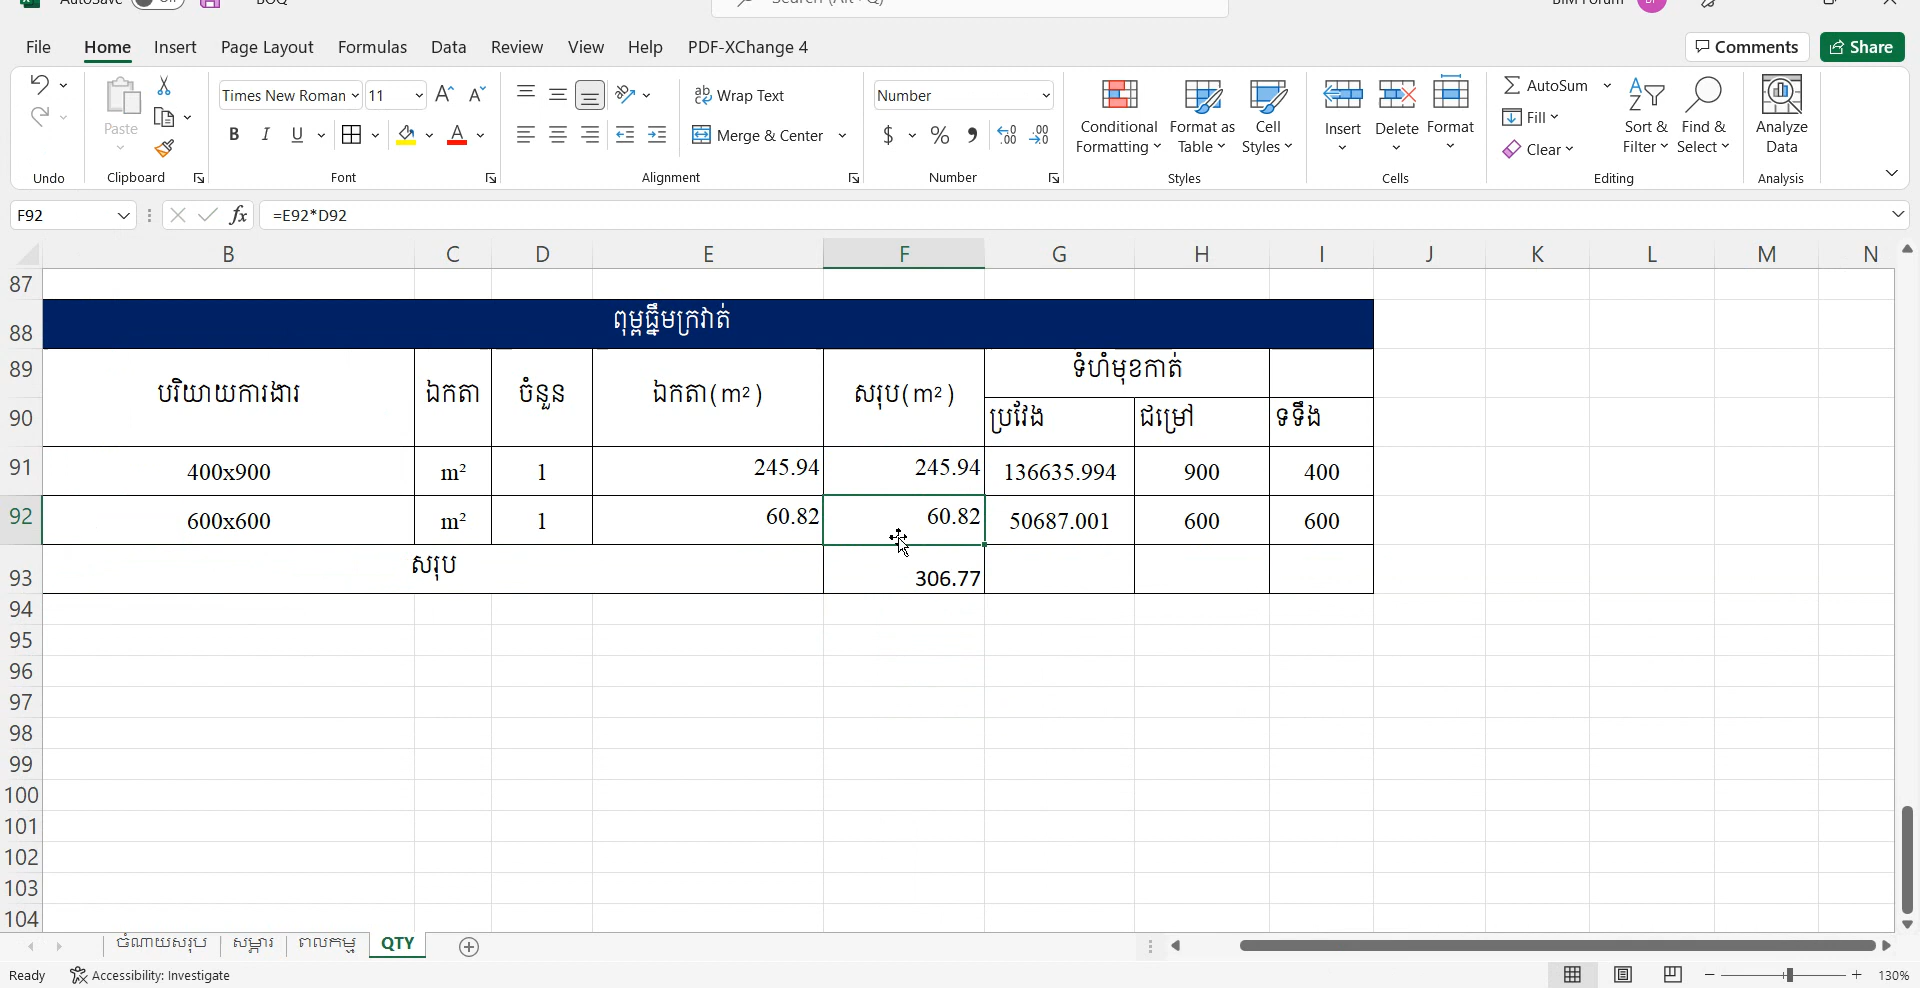 BOQ
File Home Insert Page Layout Formulas Data Review View Help PDF-XChange 4 Comments Share
Times New Roman 11 Wrap Text Number AutoSum
Paste Conditional Format as Cell Insert Delete Format Fill Sort & Find & Analyze
B I U Merge & Center $ % Formatting Table Styles Clear Filter Select Data
Undo Clipboard Font Alignment Number Styles Cells Editing Analysis
F92 fx =E92*D92
B C D E F G H I J K L M N
87
88 ពុម្ពធ្នឹមក្រវាត់
89 បរិយាយការងារ ឯកតា ចំនួន ឯកតា(m²) សរុប(m²) ទំហំមុខកាត់
90 ប្រវែង ជម្រៅ ទទឹង
91 400x900 m² 1 245.94 245.94 136635.994 900 400
92 600x600 m² 1 60.82 60.82 50687.001 600 600
93 សរុប 306.77
94
95
96
97
98
99
100
101
102
103
104
ចំណាយសរុប សម្ភារ ពលកម្ម QTY
Ready Accessibility: Investigate 130%